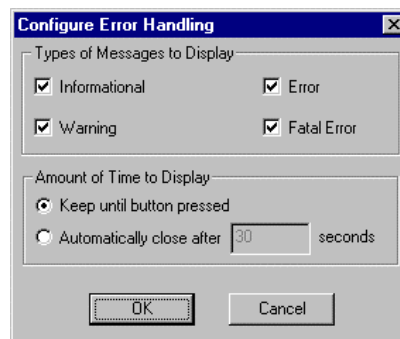 Configure Error Handling
Types of Messages to Display
Informational Error
Warning Fatal Error
Amount of Time to Display
Keep until button pressed
Automatically close after 30 seconds
OK Cancel